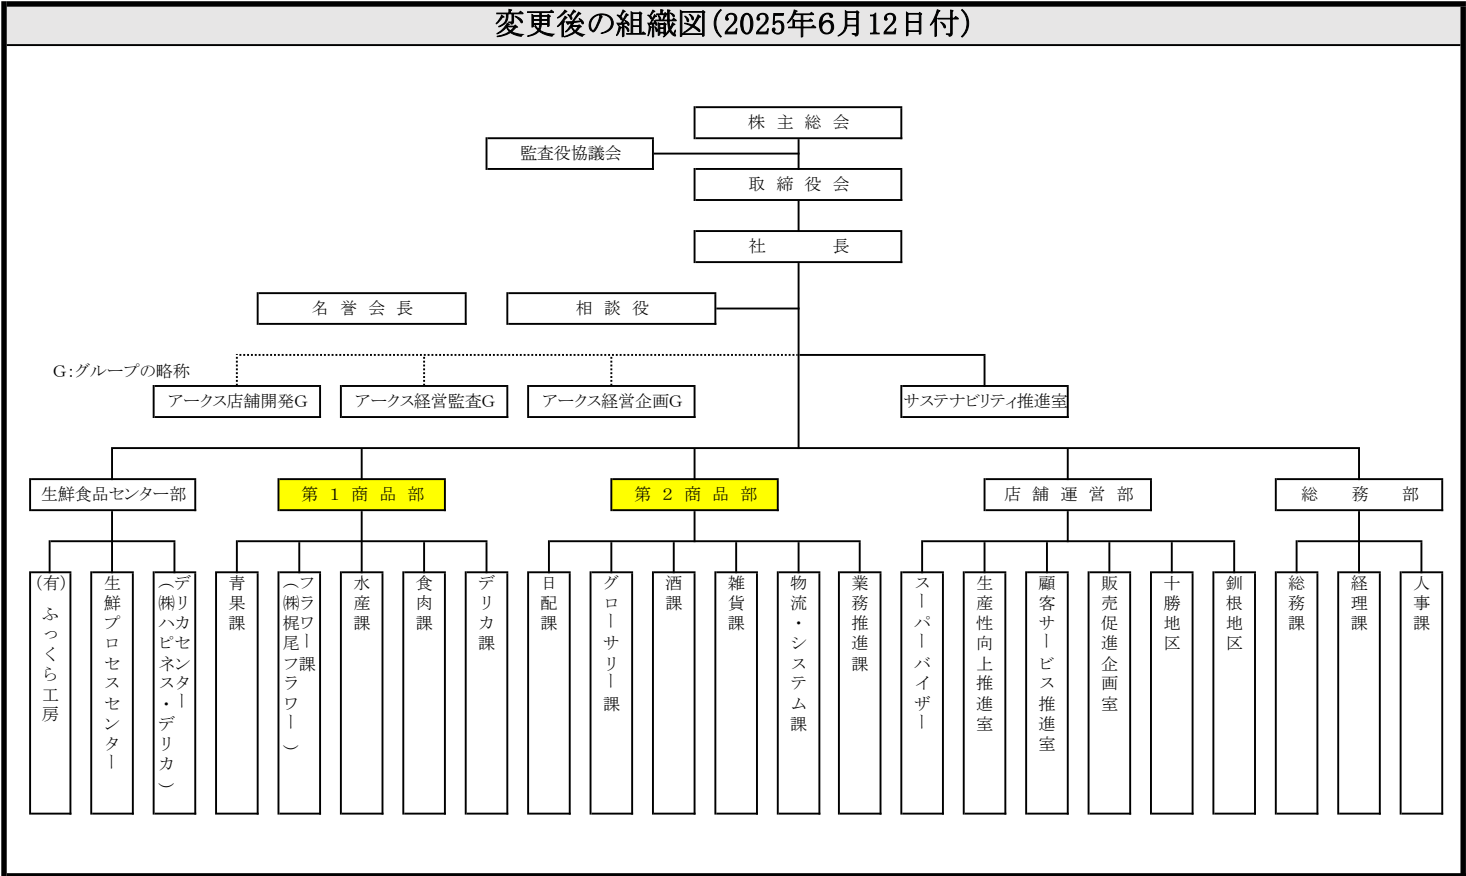 変更後の組織図(2025年６月12日付)
株主総会
監査役協議会
取締役会
社長
名誉会長
相談役
Ｇ:グループの略称
アークス店舗開発Ｇ
アークス経営監査Ｇ
アークス経営企画Ｇ
サステナビリティ推進室
生鮮食品センター部
第１商品部
第２商品部
店舗運営部
総務部
(有)ふっくら工房
生鮮プロセスセンター
デリカセンター
(㈱ハピネス・デリカ)
青果課
フラワー課
(㈱梶尾フラワー)
水産課
食肉課
デリカ課
日配課
グローサリー課
酒課
雑貨課
物流・システム課
業務推進課
スーパーバイザー
生産性向上推進室
顧客サービス推進室
販売促進企画室
十勝地区
釧根地区
総務課
経理課
人事課